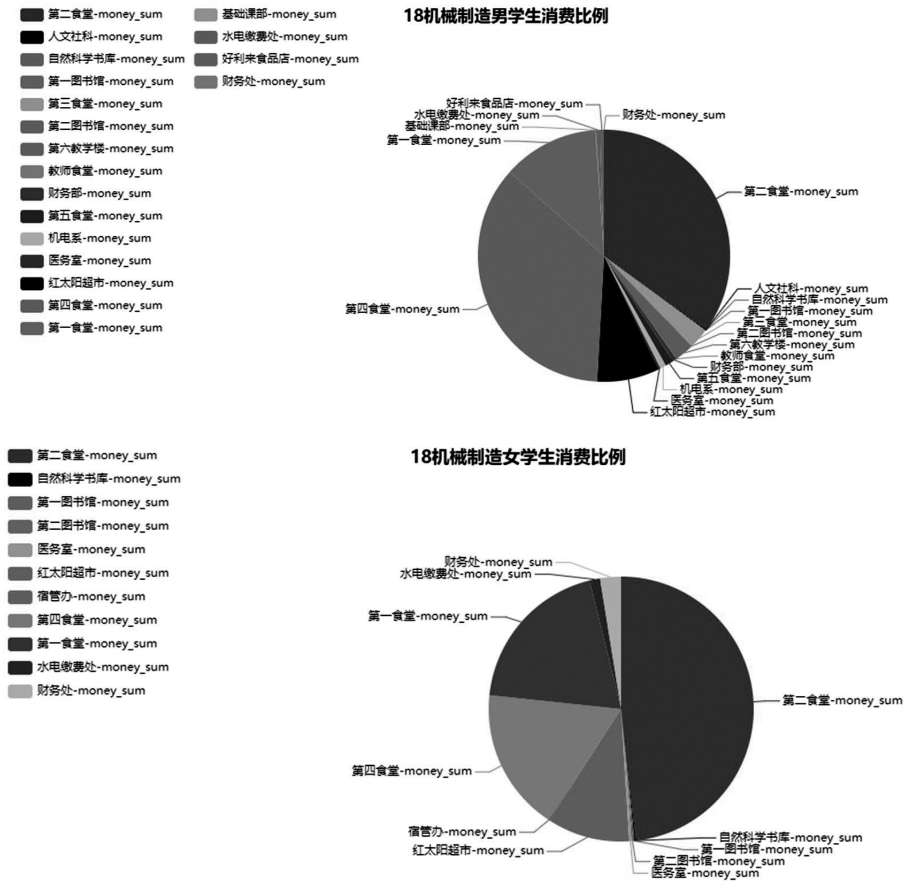 18机械制造男学生消费比例
第二食堂-money_sum
人文社科-money_sum
自然科学书库-money_sum
第一图书馆-money_sum
第三食堂-money_sum
第二图书馆-money_sum
第六教学楼-money_sum
教师食堂-money_sum
财务部-money_sum
第五食堂-money_sum
机电系-money_sum
医务室-money_sum
红太阳超市-money_sum
第四食堂-money_sum
第一食堂-money_sum
基础课部-money_sum
水电缴费处-money_sum
好利来食品店-money_sum
财务处-money_sum
好利来食品店-money_sum
水电缴费处-money_sum
基础课部-money_sum
第一食堂-money_sum
财务处-money_sum
第二食堂-money_sum
第四食堂-money_sum
人文社科-money_sum
自然科学书库-money_sum
第一图书馆-money_sum
第三食堂-money_sum
第二图书馆-money_sum
第六教学楼-money_sum
教师食堂-money_sum
财务部-money_sum
第五食堂-money_sum
机电系-money_sum
医务室-money_sum
红太阳超市-money_sum
18机械制造女学生消费比例
第二食堂-money_sum
自然科学书库-money_sum
第一图书馆-money_sum
第二图书馆-money_sum
医务室-money_sum
红太阳超市-money_sum
宿管办-money_sum
第四食堂-money_sum
第一食堂-money_sum
水电缴费处-money_sum
财务处-money_sum
财务处-money_sum
水电缴费处-money_sum
第一食堂-money_sum
第二食堂-money_sum
第四食堂-money_sum
宿管办-money_sum
红太阳超市-money_sum
自然科学书库-money_sum
第一图书馆-money_sum
第二图书馆-money_sum
医务室-money_sum